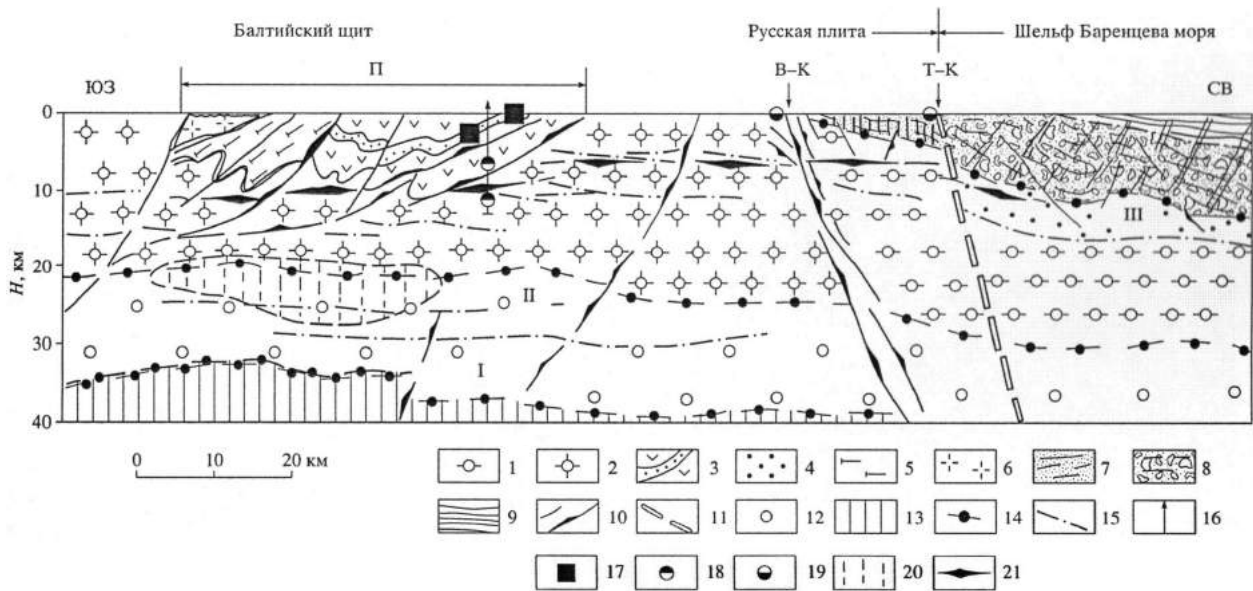 Балтийский щит
Русская плита
Шельф Баренцева моря
П
В–К
Т–К
ЮЗ
СВ
0
10
20
30
40
H, км
I
II
III
0 10 20 км
1 2 3 4 5 6 7 8
9 10 11 12 13 14 15 16
17 18 19 20 21